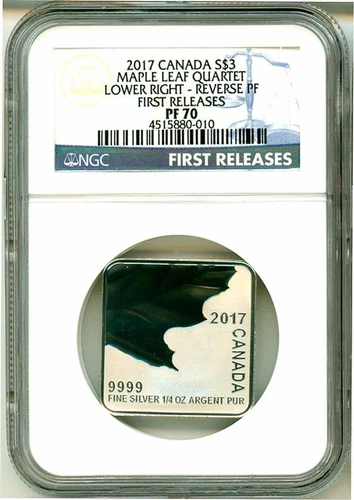 2017 CANADA S$3
MAPLE LEAF QUARTET
LOWER RIGHT - REVERSE PF
FIRST RELEASES
PF 70
4515880-010
NGC
FIRST RELEASES
2017
CANADA
9999
FINE SILVER 1/4 OZ ARGENT PUR